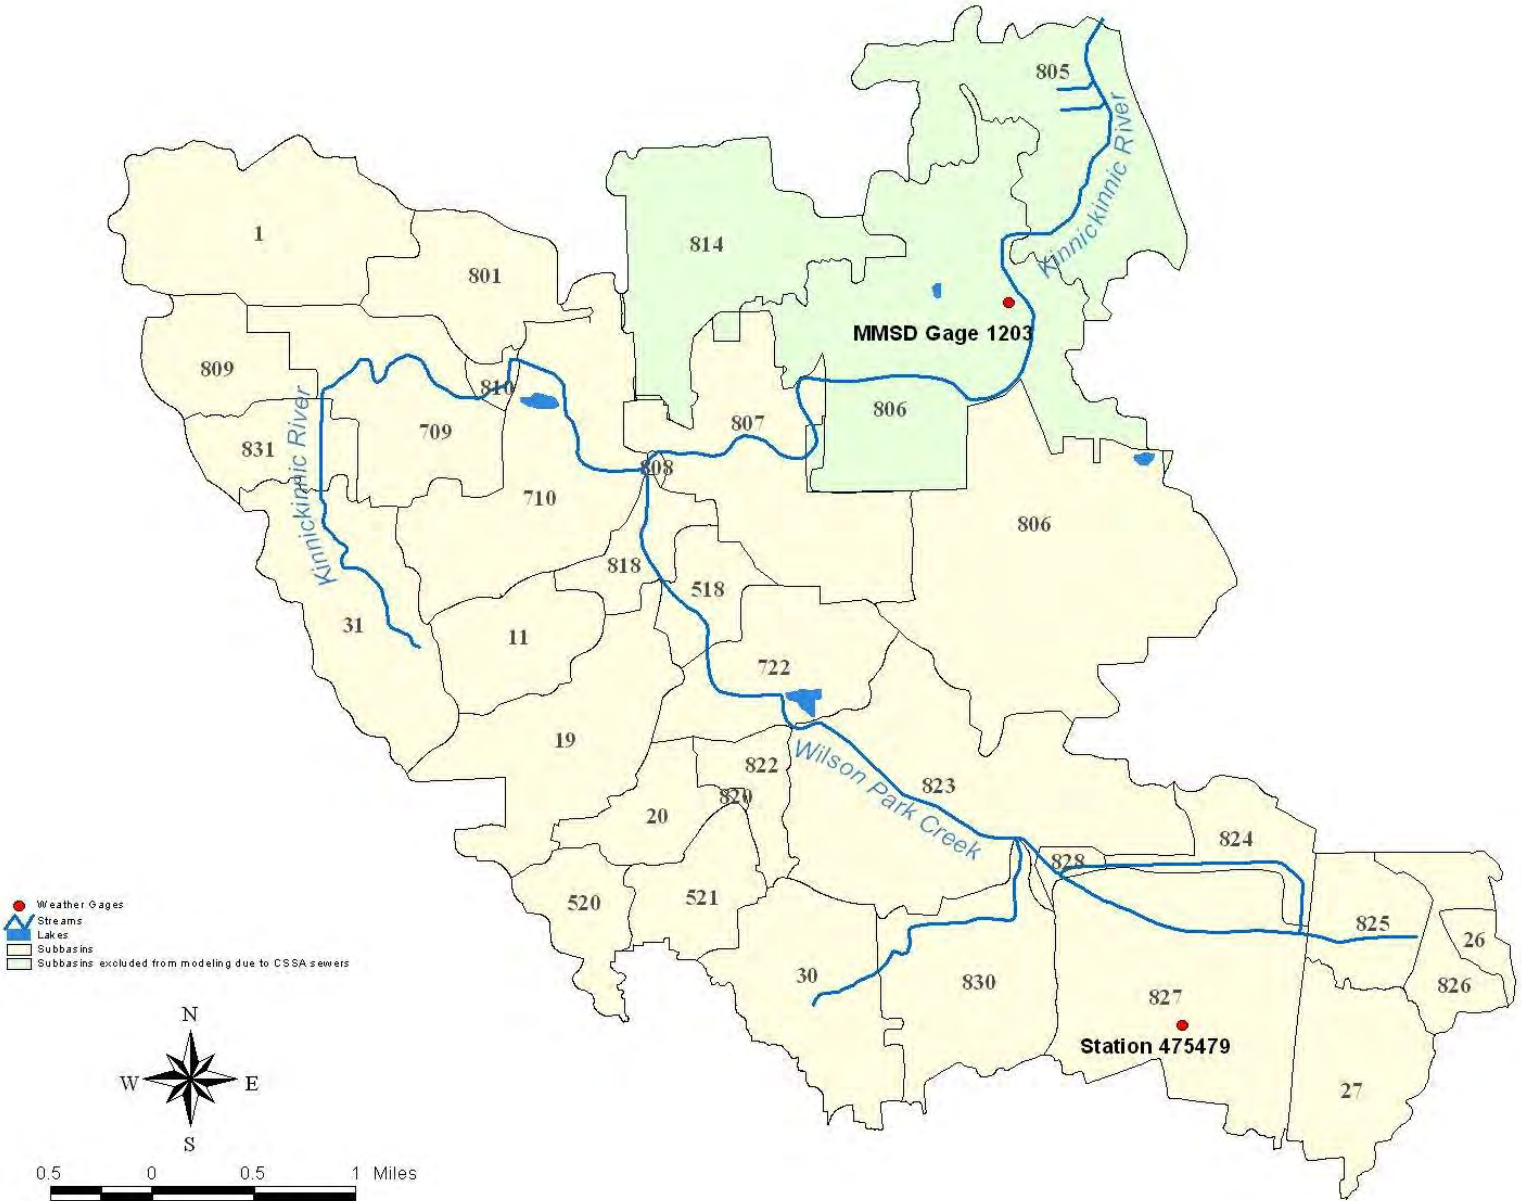 805
Kinnickinnic River
1
814
801
MMSD Gage 1203
809
810
806
807
709
831
Kinnickinnic River
808
710
806
818
518
31
11
722
19
Wilson Park Creek
822
823
820
20
824
828
520
521
825
26
30
830
827
826
Station 475479
27
Weather Gages
Streams
Lakes
Subbasins
Subbasins excluded from modeling due to CSSA sewers
N
W
E
S
0.5 0 0.5 1 Miles